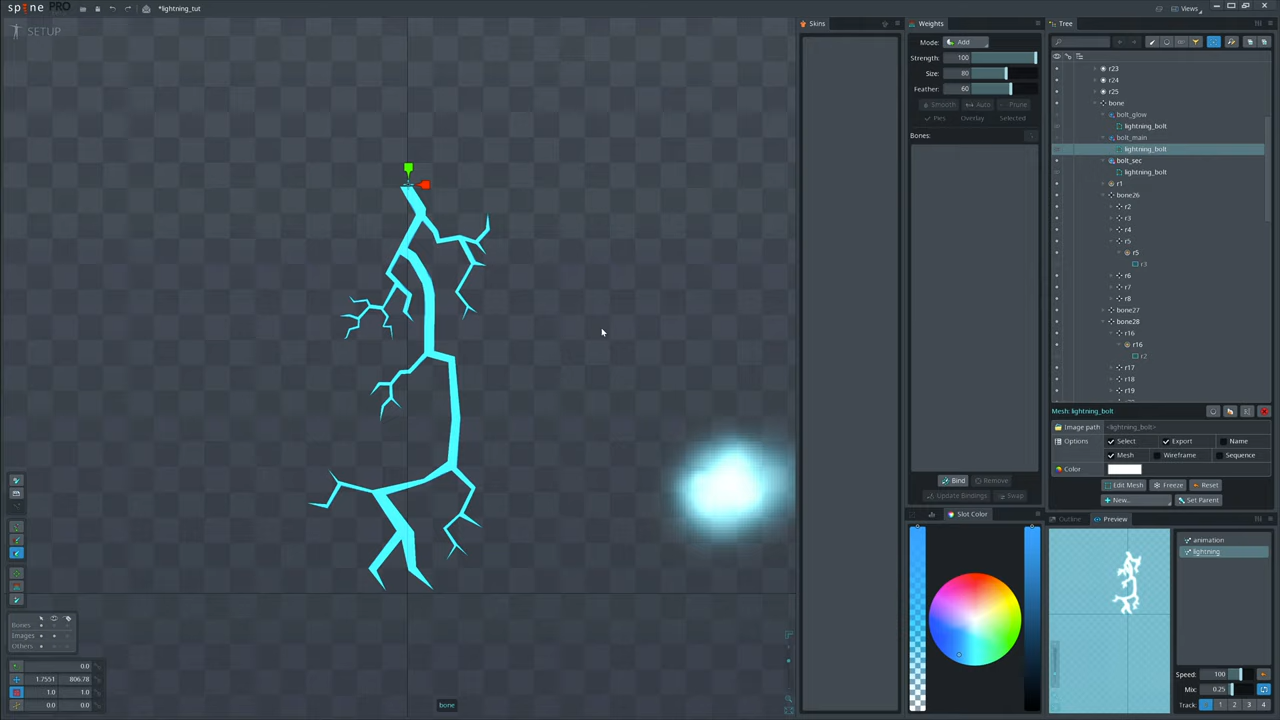 spine PRO
*lightning_tut
Views
SETUP
Skins
Weights
Tree
Mode:
Add
Strength:
100
Size:
80
Feather:
60
Smooth
Auto
Prune
Pies
Overlay
Selected
Bones:
r23
r24
r25
bone
bolt_glow
lightning_bolt
bolt_main
lightning_bolt
bolt_sec
lightning_bolt
r1
bone26
r2
r3
r4
r5
r5
r3
r6
r7
r8
bone27
bone28
r16
r16
r2
r17
r18
r19
Mesh: lightning_bolt
Image path
<lightning_bolt>
Options
Select
Export
Name
Mesh
Wireframe
Sequence
Color
Edit Mesh
Freeze
Reset
New...
Set Parent
Bind
Remove
Update Bindings
Swap
Slot Color
Outline
Preview
animation
lightning
Speed:
100
Mix:
0.25
Track:
1
2
3
4
Bones
Images
Others
0.0
1.7551
806.78
1.0
1.0
0.0
0.0
bone